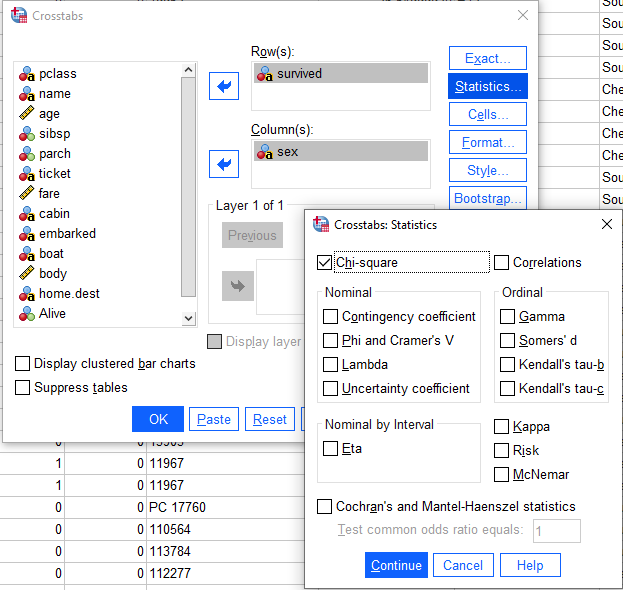 Crosstabs
Sou
Sou
Sou
Sou
Che
Che
Che
Sou
Sou
Sou
pclass
name
age
sibsp
parch
ticket
fare
cabin
embarked
boat
body
home.dest
Alive
Row(s):
survived
Column(s):
sex
Layer 1 of 1
Previous
Display layer
Exact...
Statistics...
Cells...
Format...
Style...
Bootstrap...
Display clustered bar charts
Suppress tables
OK
Paste
Reset
Crosstabs: Statistics
Chi-square
Correlations
Nominal
Contingency coefficient
Phi and Cramer's V
Lambda
Uncertainty coefficient
Ordinal
Gamma
Somers' d
Kendall's tau-b
Kendall's tau-c
Nominal by Interval
Eta
Kappa
Risk
McNemar
Cochran's and Mantel-Haenszel statistics
Test common odds ratio equals: 1
Continue
Cancel
Help
1 0 11967
1 0 11967
0 0 PC 17760
0 0 110564
0 0 113784
0 0 112277